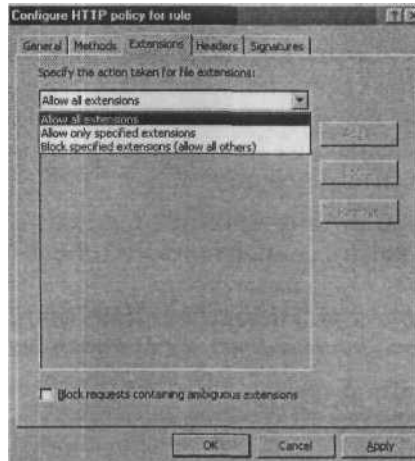 Configure HTTP policy for rule
General
Methods
Extensions
Headers
Signatures
Specify the action taken for file extensions:
Allow all extensions
Allow all extensions
Allow only specified extensions
Block specified extensions (allow all others)
Block requests containing ambiguous extensions
OK
Cancel
Apply